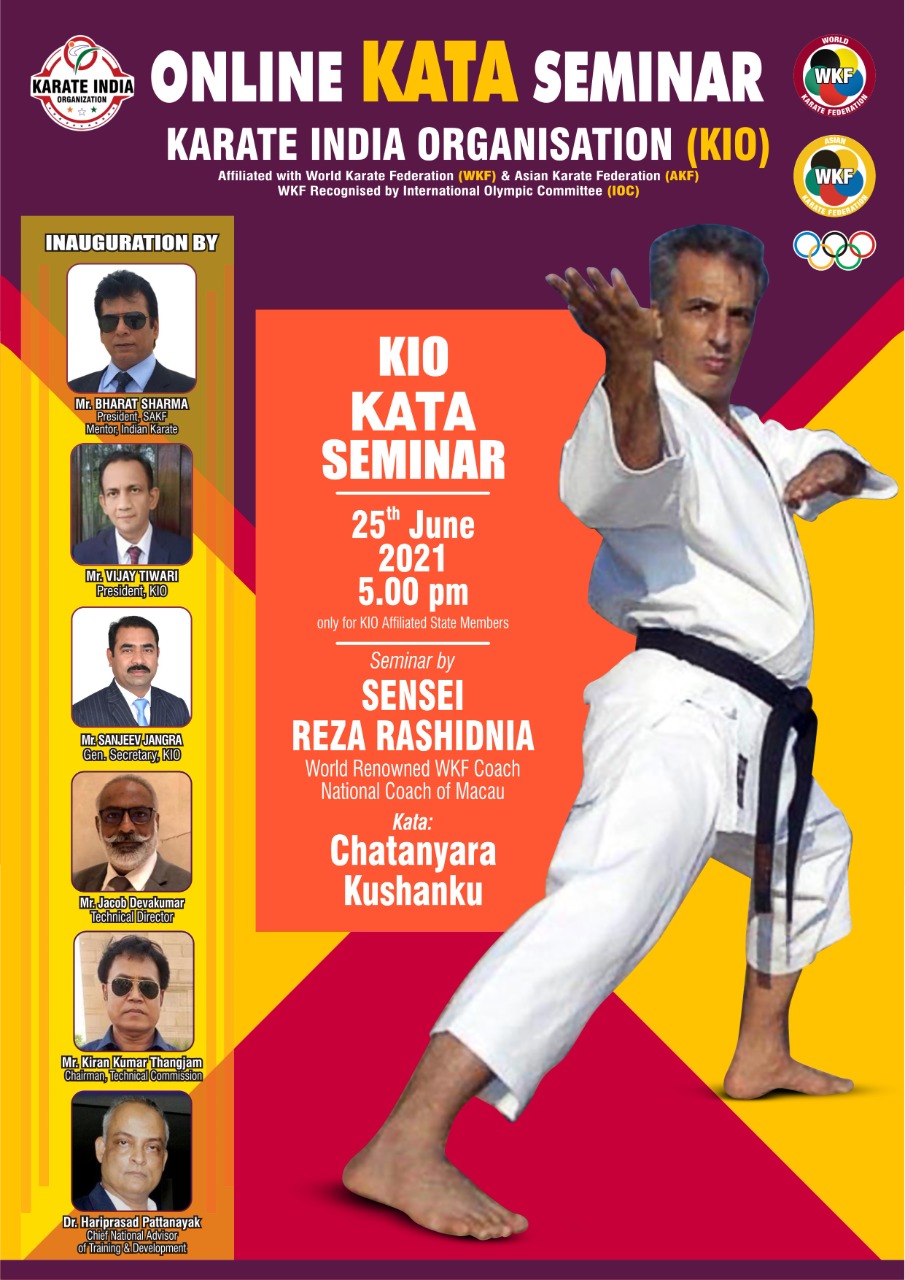 KARATE INDIA
ORGANIZATION
ONLINE KATA SEMINAR
KARATE INDIA ORGANISATION (KIO)
Affiliated with World Karate Federation (WKF) & Asian Karate Federation (AKF)
WKF Recognised by International Olympic Committee (IOC)
WORLD
WKF
KARATE FEDERATION
ASIAN
WKF
KARATE FEDERATION
INAUGURATION BY
Mr. BHARAT SHARMA
President, SAKF
Mentor, Indian Karate
Mr. VIJAY TIWARI
President, KIO
Mr. SANJEEV JANGRA
Gen. Secretary, KIO
Mr. Jacob Devakumar
Technical Director
Mr. Kiran Kumar Thangjam
Chairman, Technical Commission
Dr. Hariprasad Pattanayak
Chief National Advisor
of Training & Development
KIO
KATA
SEMINAR
25th June
2021
5.00 pm
only for KIO Affiliated State Members
Seminar by
SENSEI
REZA RASHIDNIA
World Renowned WKF Coach
National Coach of Macau
Kata:
Chatanyara
Kushanku